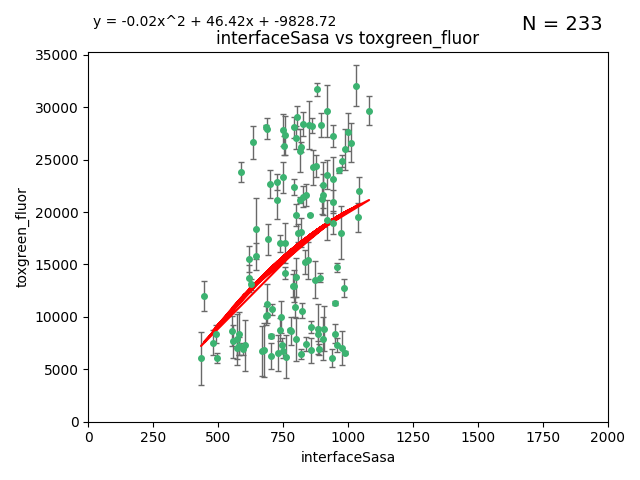 y = -0.02x^2 + 46.42x + -9828.72
N = 233
interfaceSasa vs toxgreen_fluor
35000
30000
25000
20000
15000
10000
5000
0
toxgreen_fluor
0 250 500 750 1000 1250 1500 1750 2000
interfaceSasa